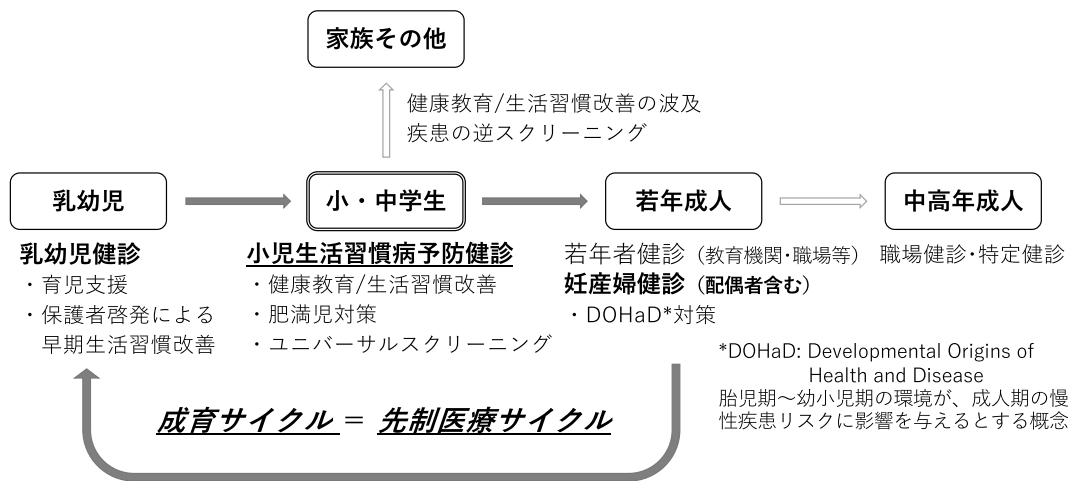 家族その他
健康教育/生活習慣改善の波及
疾患の逆スクリーニング
乳幼児
小・中学生
若年成人
中高年成人
乳幼児健診
・育児支援
・保護者啓発による
早期生活習慣改善
小児生活習慣病予防健診
・健康教育/生活習慣改善
・肥満児対策
・ユニバーサルスクリーニング
若年者健診（教育機関･職場等）
妊産婦健診（配偶者含む）
・DOHaD*対策
職場健診･特定健診
*DOHaD: Developmental Origins of
Health and Disease
胎児期～幼小児期の環境が、成人期の慢
性疾患リスクに影響を与えるとする概念
成育サイクル＝先制医療サイクル